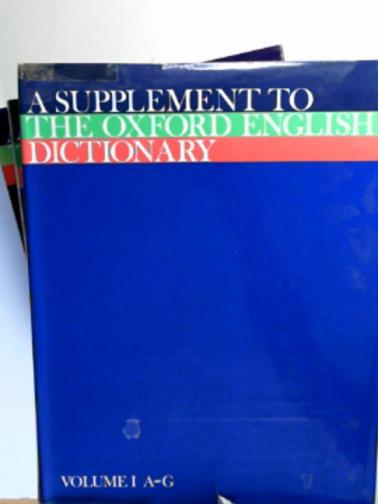 A SUPPLEMENT TO
THE OXFORD ENGLISH
DICTIONARY
VOLUME I A-G